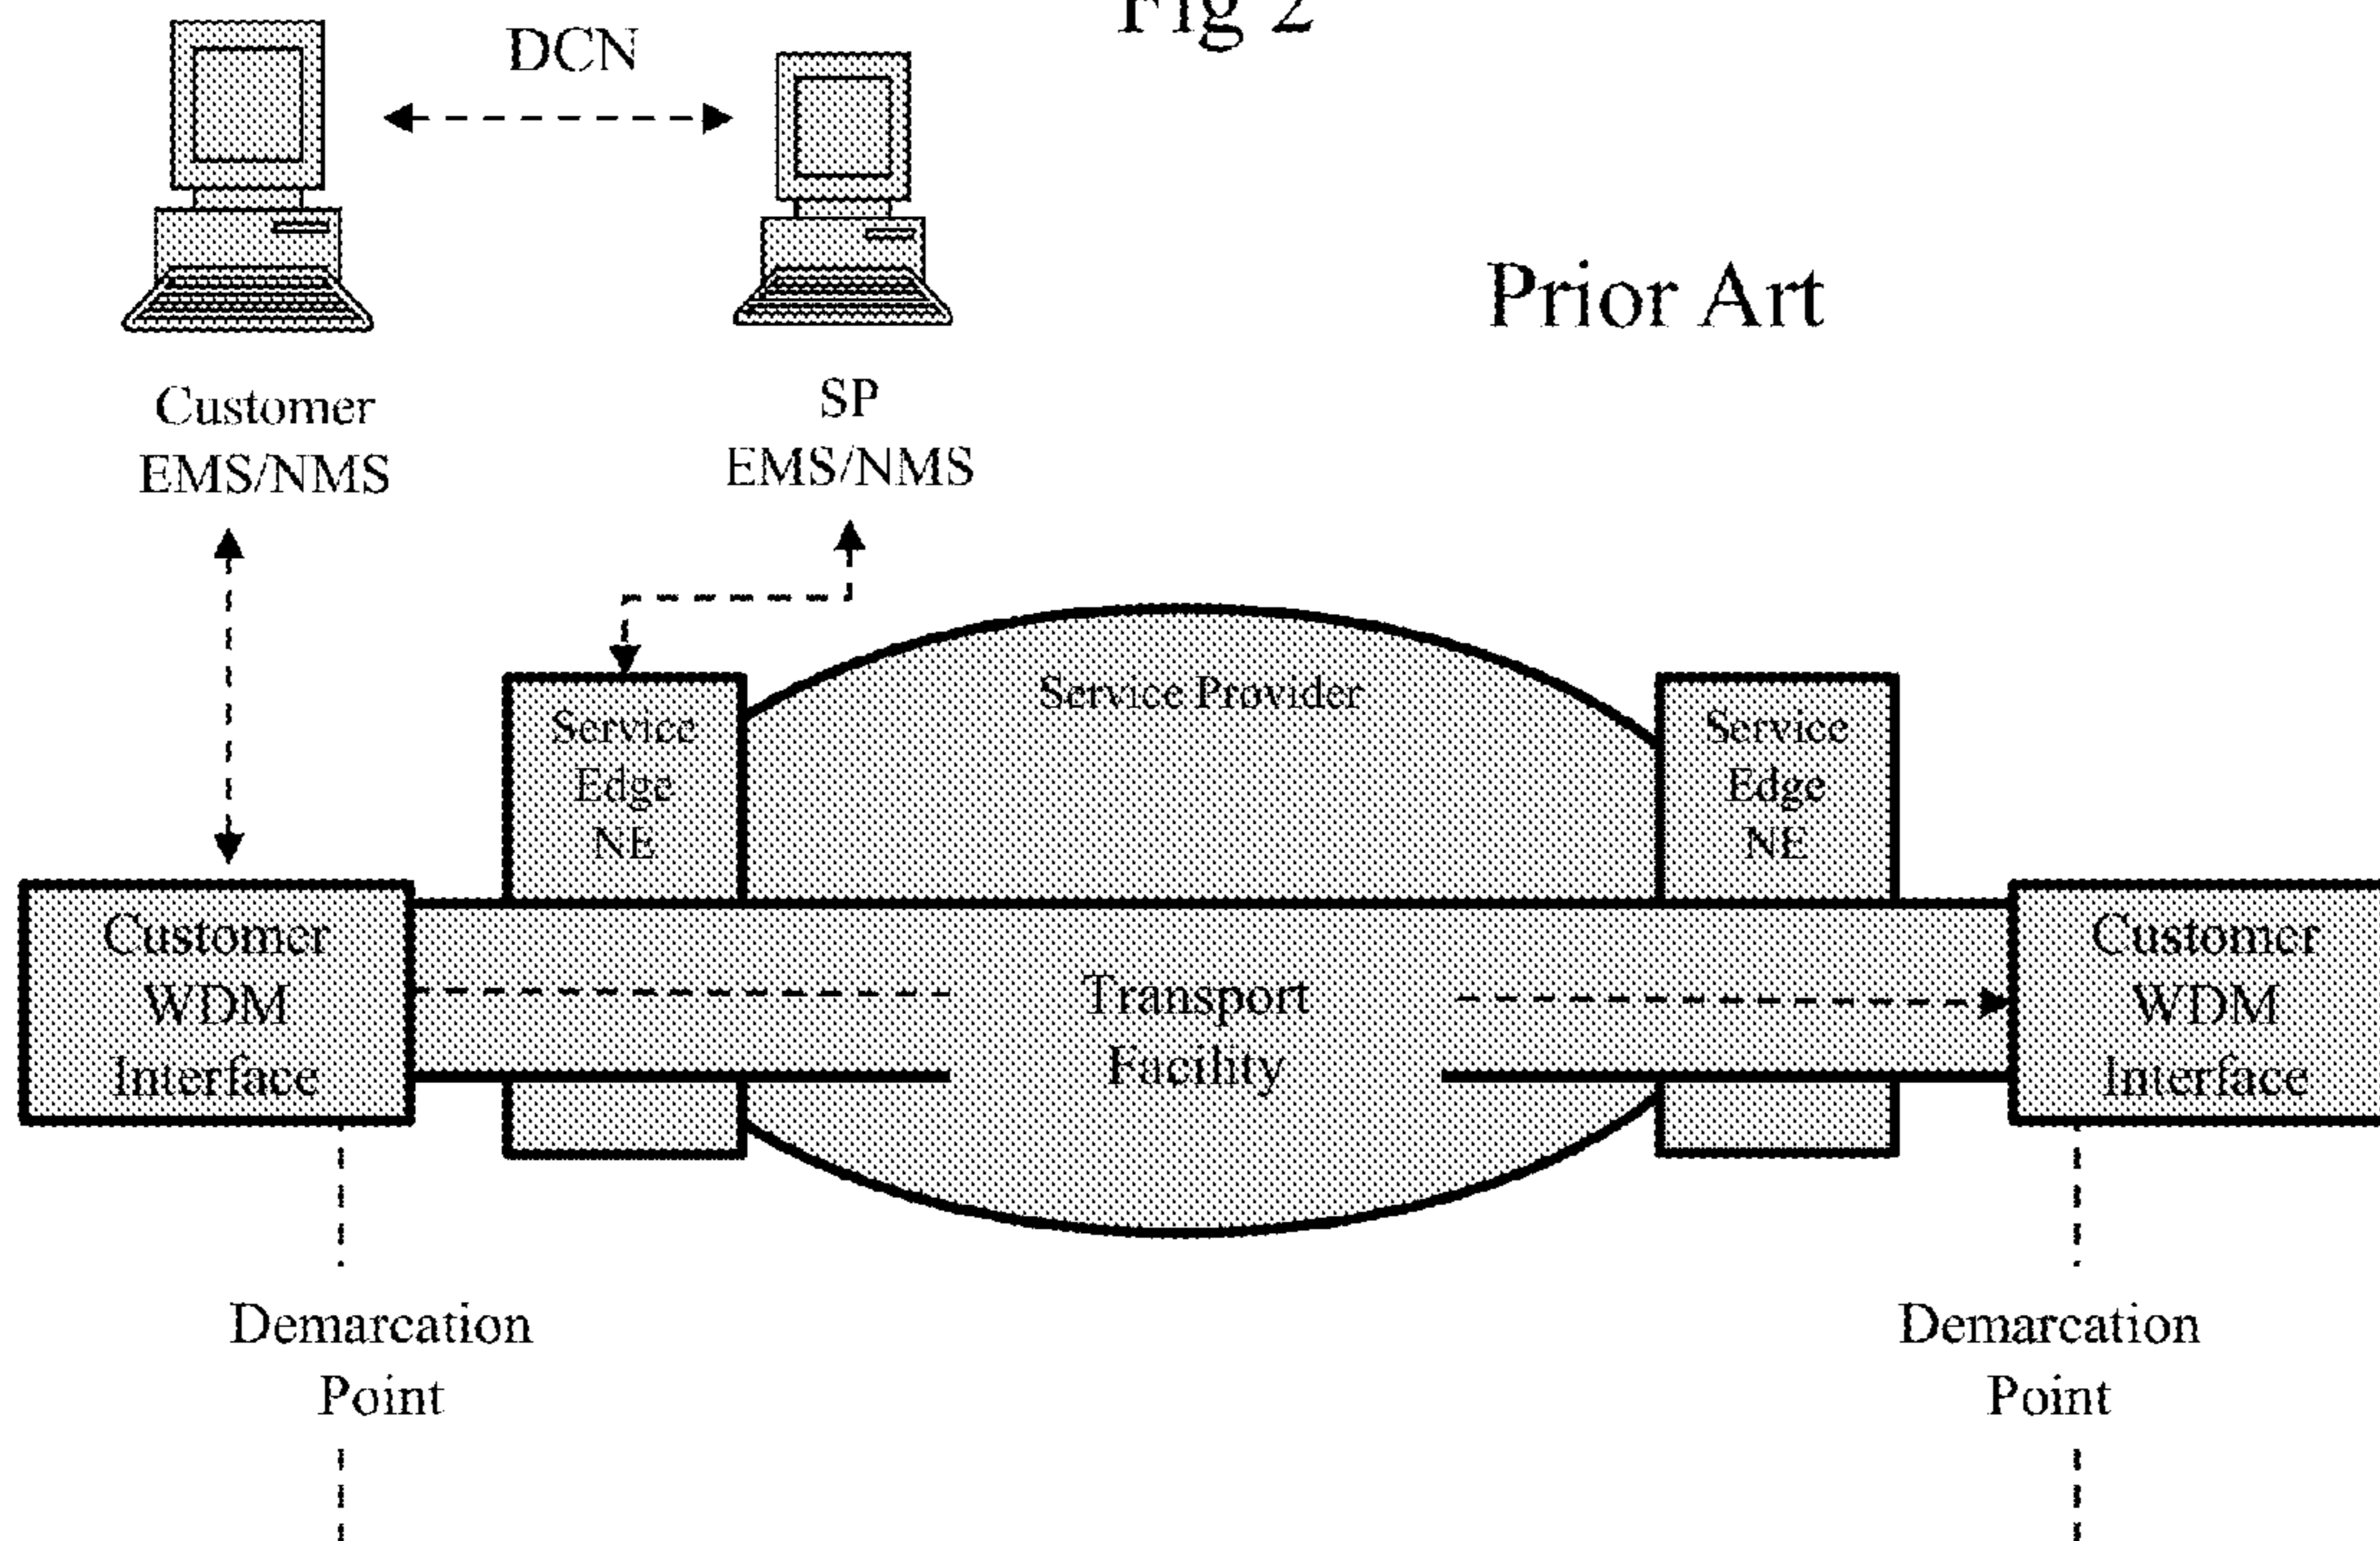 Fig 2
DCN
Prior Art
Customer
EMS/NMS
SP
EMS/NMS
Service Provider
Service
Edge
NE
Service
Edge
NE
Customer
WDM
Interface
Transport
Facility
Customer
WDM
Interface
Demarcation
Point
Demarcation
Point